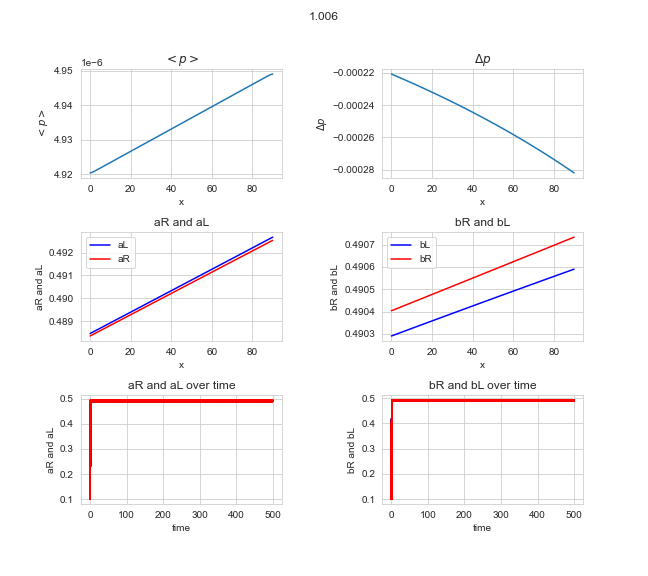 1.006
< p >
1e−6
4.95
4.94
4.93
4.92
< p >
0 20 40 60 80
x
Δp
−0.00022
−0.00024
−0.00026
−0.00028
Δp
0 20 40 60 80
x
aR and aL
aL
aR
0.492
0.491
0.490
0.489
aR and aL
0 20 40 60 80
x
bR and bL
bL
bR
0.4907
0.4906
0.4905
0.4904
0.4903
bR and bL
0 20 40 60 80
x
aR and aL over time
0.5
0.4
0.3
0.2
0.1
aR and aL
0 100 200 300 400 500
time
bR and bL over time
0.5
0.4
0.3
0.2
0.1
bR and bL
0 100 200 300 400 500
time